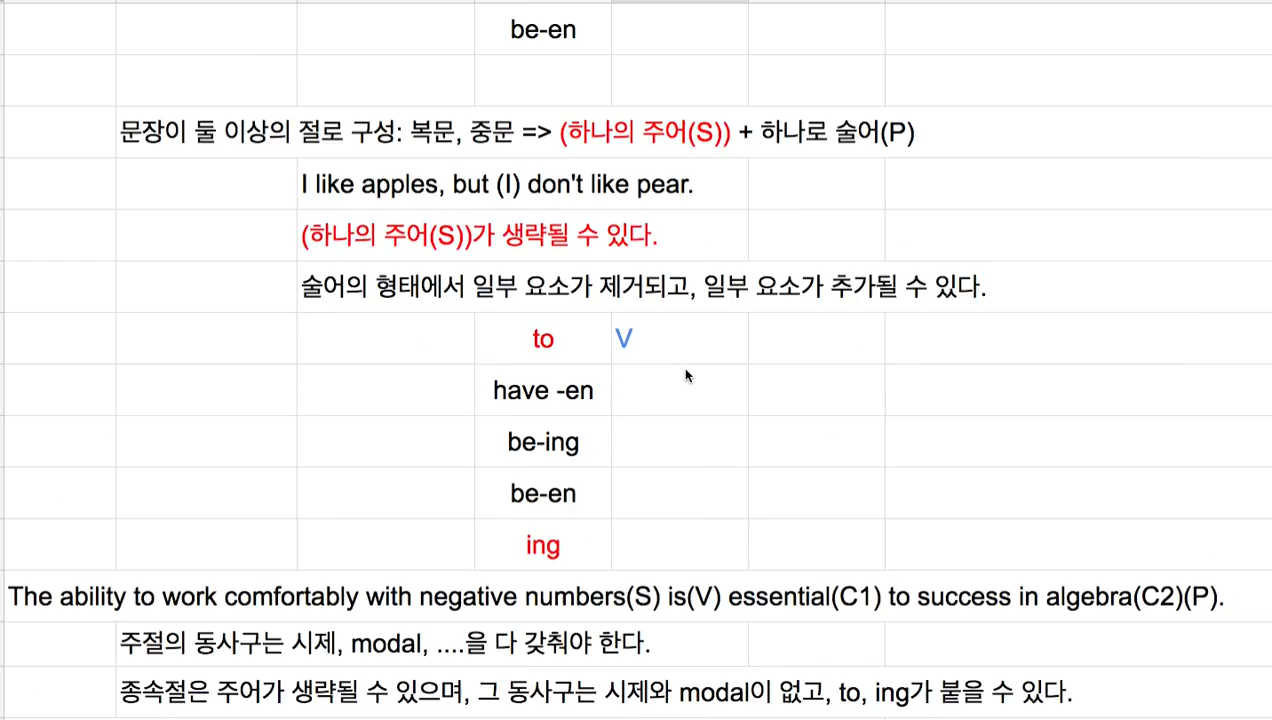 be-en
문장이 둘 이상의 절로 구성: 복문, 중문 => (하나의 주어(S)) + 하나로 술어(P)
I like apples, but (I) don't like pear.
(하나의 주어(S))가 생략될 수 있다.
술어의 형태에서 일부 요소가 제거되고, 일부 요소가 추가될 수 있다.
to V
have -en
be-ing
be-en
ing
The ability to work comfortably with negative numbers(S) is(V) essential(C1) to success in algebra(C2)(P).
주절의 동사구는 시제, modal, ....을 다 갖춰야 한다.
종속절은 주어가 생략될 수 있으며, 그 동사구는 시제와 modal이 없고, to, ing가 붙을 수 있다.